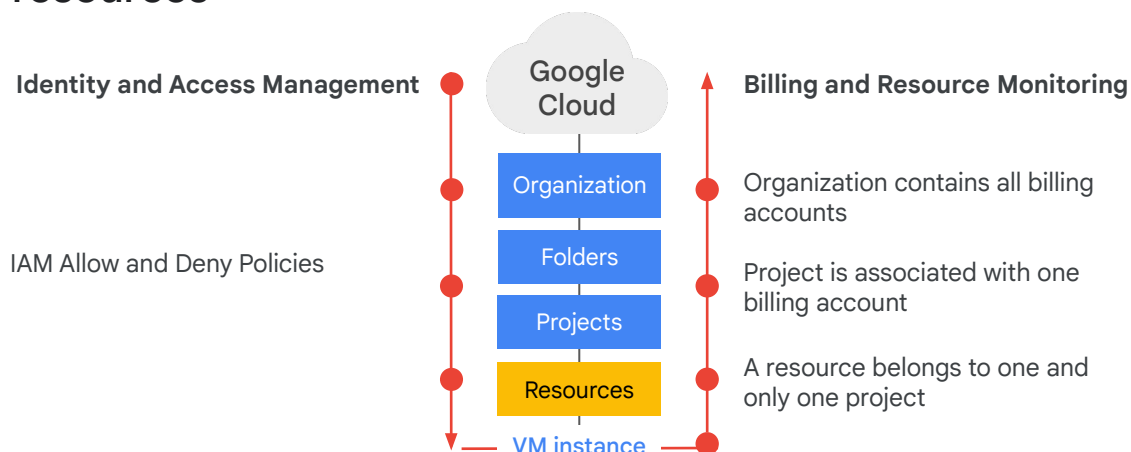 resources
Google
Cloud
Identity and Access Management
Billing and Resource Monitoring
Organization
Organization contains all billing
accounts
IAM Allow and Deny Policies
Folders
Project is associated with one
billing account
Projects
Resources
A resource belongs to one and
only one project
VM instance